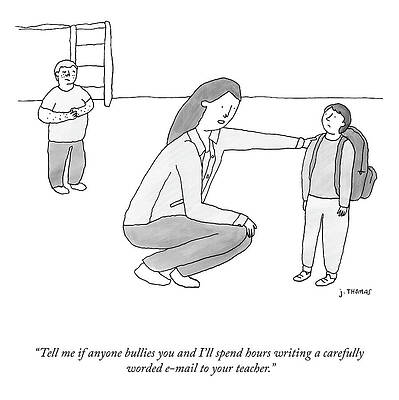 J. THOMAS
“Tell me if anyone bullies you and I’ll spend hours writing a carefully
worded e-mail to your teacher.”